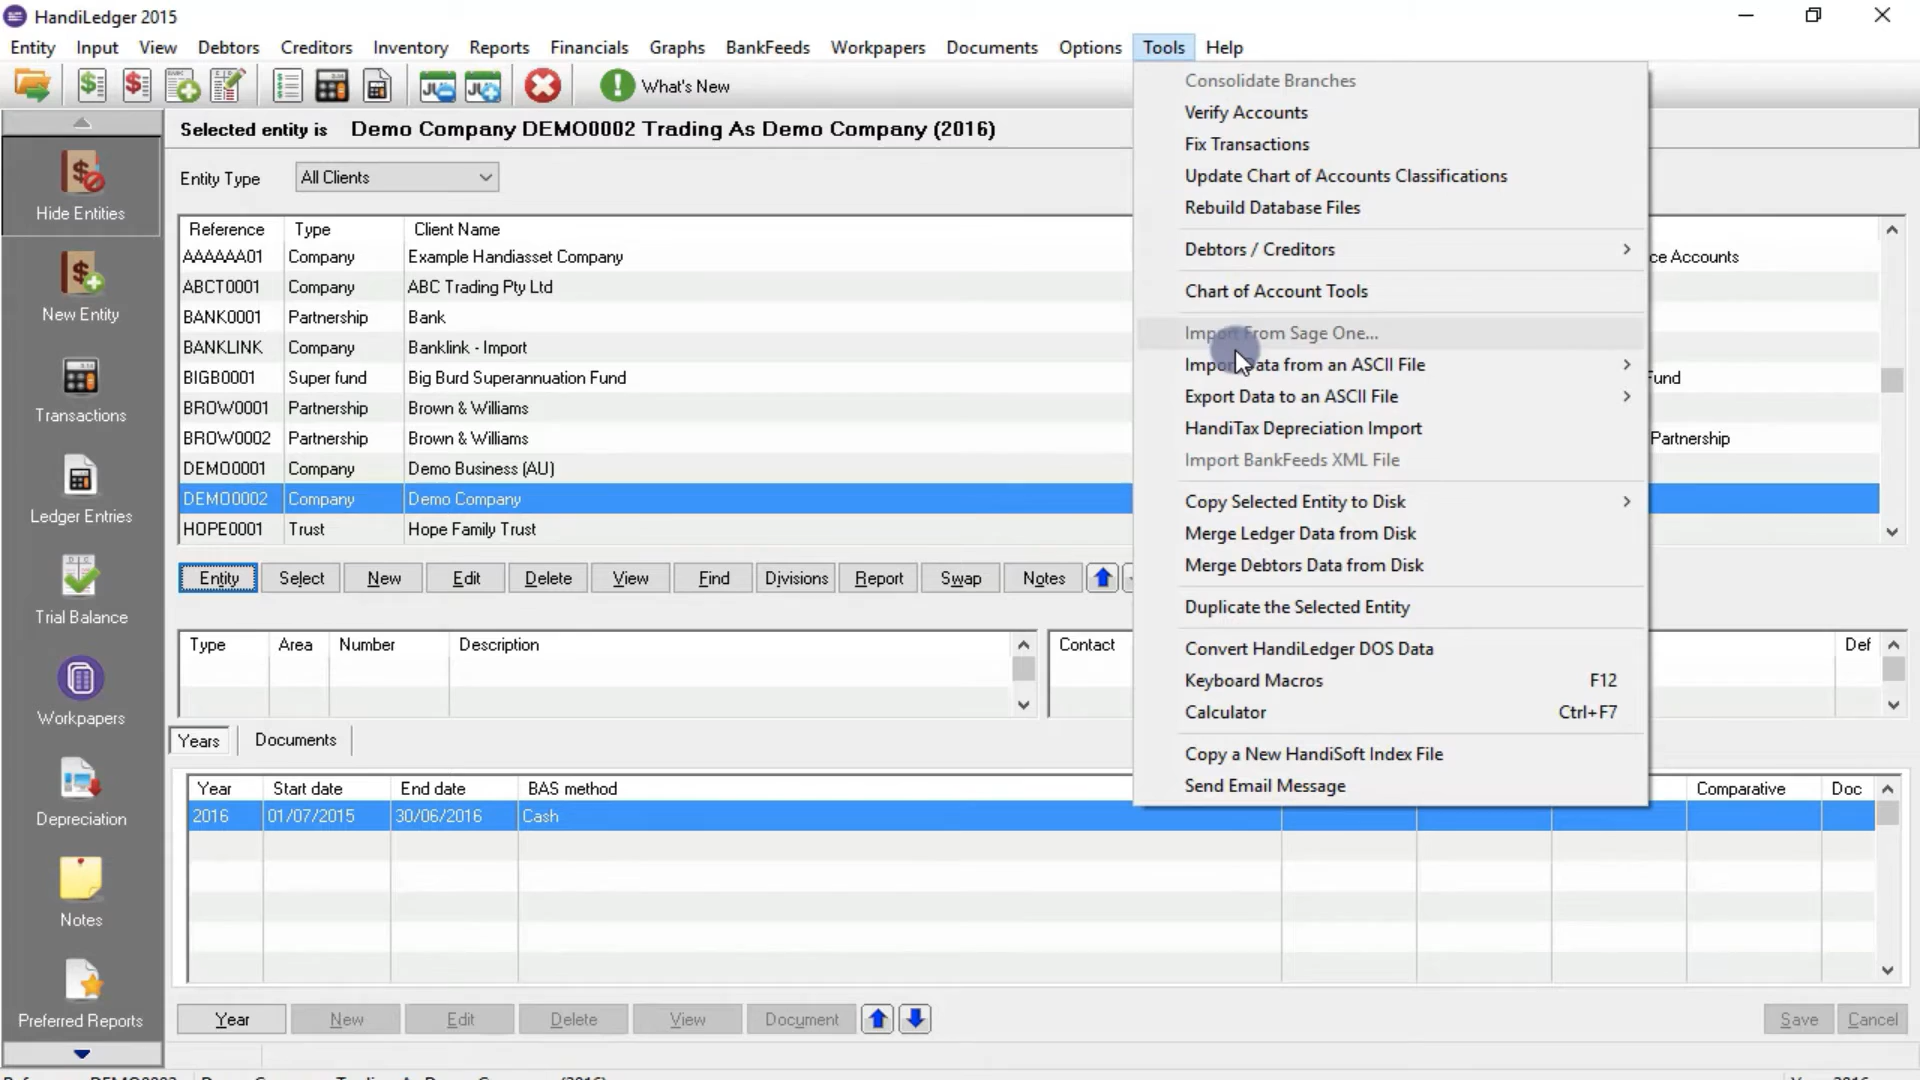 HandiLedger 2015
Entity Input View Debtors Creditors Inventory Reports Financials Graphs BankFeeds Workpapers Documents Options Tools Help
What's New
Selected entity is Demo Company DEMO0002 Trading As Demo Company (2016)
Entity Type All Clients
Hide Entities
New Entity
Transactions
Ledger Entries
Trial Balance
Workpapers
Depreciation
Notes
Preferred Reports
Reference Type Client Name
AAAAAA01 Company Example Handiasset Company ce Accounts
ABCT0001 Company ABC Trading Pty Ltd
BANK0001 Partnership Bank
BANKLINK Company Banklink - Import
BIGB0001 Super fund Big Burd Superannuation Fund Fund
BROW0001 Partnership Brown & Williams
BROW0002 Partnership Brown & Williams Partnership
DEMO0001 Company Demo Business (AU)
DEMO0002 Company Demo Company
HOPE0001 Trust Hope Family Trust
Entity Select New Edit Delete View Find Divisions Report Swap Notes
Type Area Number Description
Contact Def
Years Documents
Year Start date End date BAS method Comparative Doc
2016 01/07/2015 30/06/2016 Cash
Year New Edit Delete View Document Save Cancel
Consolidate Branches
Verify Accounts
Fix Transactions
Update Chart of Accounts Classifications
Rebuild Database Files
Debtors / Creditors
Chart of Account Tools
Import From Sage One...
Import Data from an ASCII File
Export Data to an ASCII File
HandiTax Depreciation Import
Import BankFeeds XML File
Copy Selected Entity to Disk
Merge Ledger Data from Disk
Merge Debtors Data from Disk
Duplicate the Selected Entity
Convert HandiLedger DOS Data
Keyboard Macros F12
Calculator Ctrl+F7
Copy a New HandiSoft Index File
Send Email Message